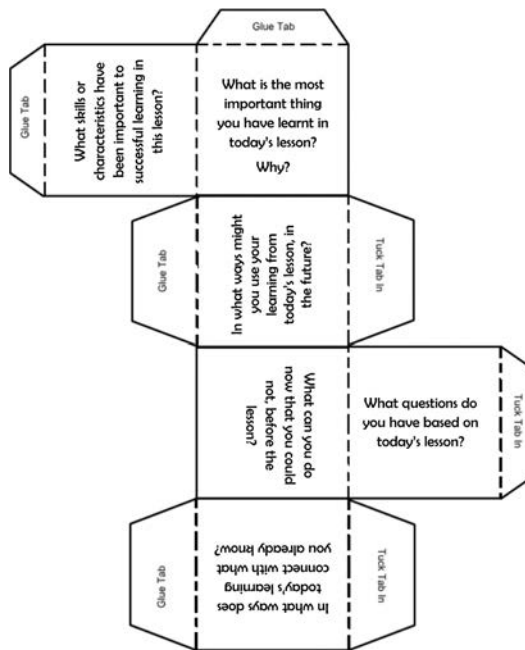 Glue Tab
Glue Tab
What skills or
characteristics have
been important to
successful learning in
this lesson?
What is the most
important thing
you have learnt in
today's lesson?
Why?
Glue Tab
In what ways might
you use your
learning from
today's lesson, in
the future?
Tuck Tab In
What can you do
now that you could
not, before the
lesson?
What questions do
you have based on
today's lesson?
Tuck Tab In
Glue Tab
In what ways does
today's learning
connect with what
you already know?
Tuck Tab In